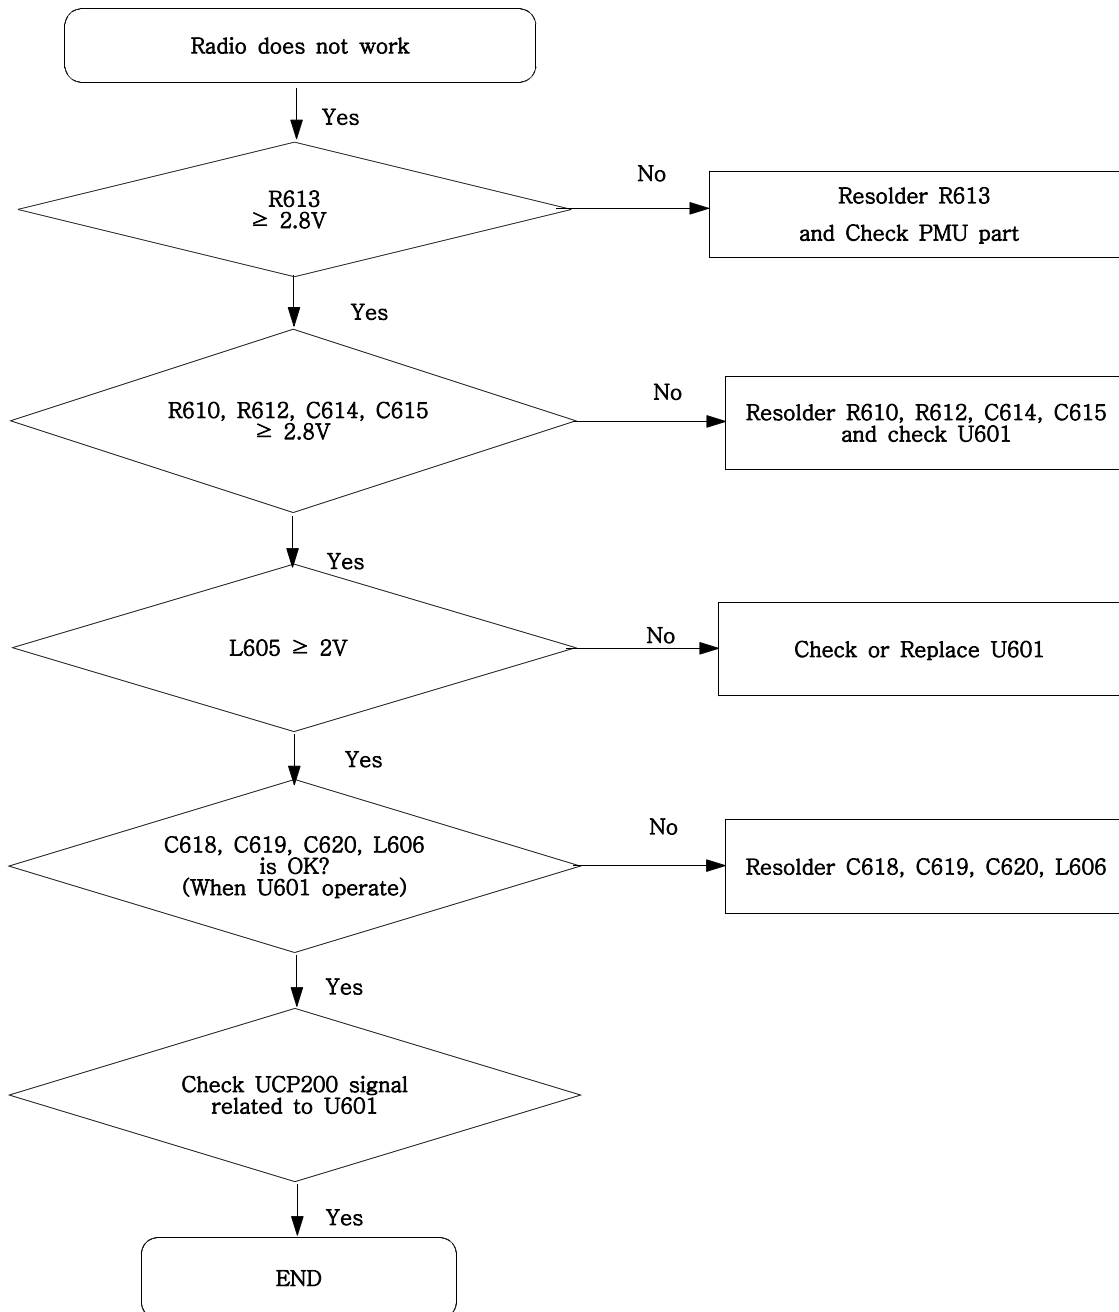 Radio does not work
Yes
R613
≥ 2.8V
No
Resolder R613
and Check PMU part
Yes
R610, R612, C614, C615
≥ 2.8V
No
Resolder R610, R612, C614, C615
and check U601
Yes
L605 ≥ 2V
No
Check or Replace U601
Yes
C618, C619, C620, L606
is OK?
(When U601 operate)
No
Resolder C618, C619, C620, L606
Yes
Check UCP200 signal
related to U601
Yes
END